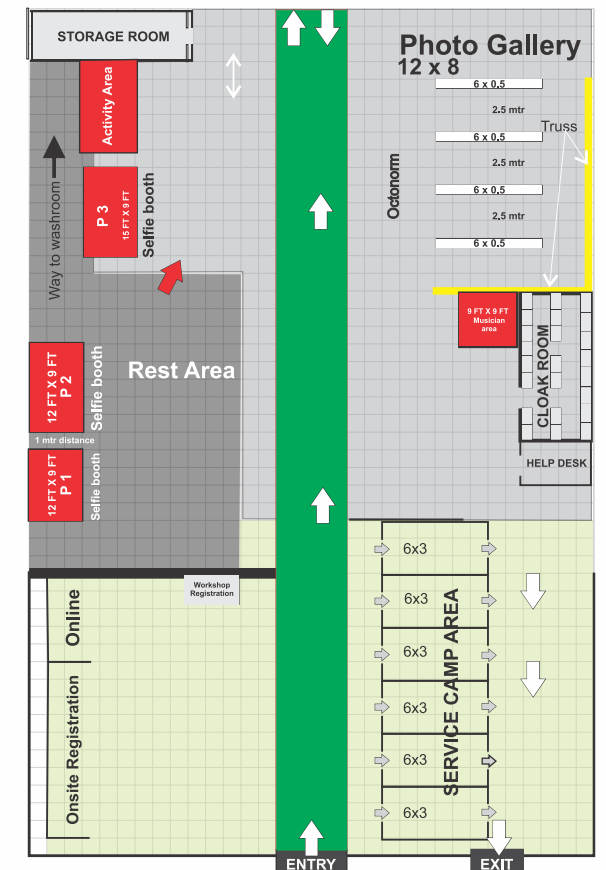 STORAGE ROOM
Photo Gallery
12 x 8
6 x 0.5
2.5 mtr
6 x 0.5
Truss
2.5 mtr
6 x 0.5
2.5 mtr
6 x 0.5
Octonorm
Activity Area
Way to washroom
P 3
15 FT X 9 FT
Selfie booth
9 FT X 9 FT
Musician
area
CLOAK ROOM
HELP DESK
Rest Area
12 FT X 9 FT
P 2
Selfie booth
1 mtr distance
12 FT X 9 FT
P 1
Selfie booth
Workshop
Registration
Online
Onsite Registration
6x3
6x3
6x3
6x3
6x3
6x3
SERVICE CAMP AREA
ENTRY
EXIT